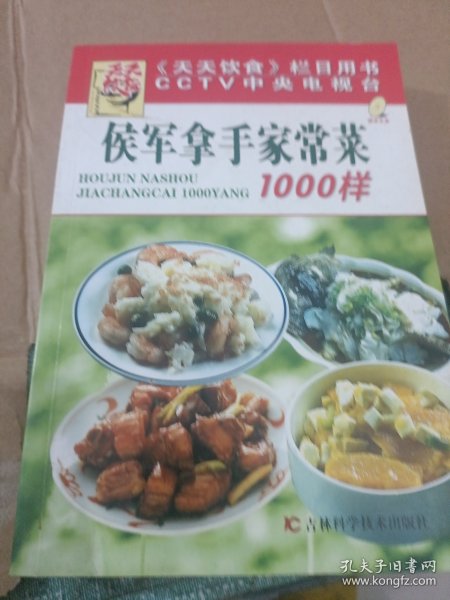 《天天饮食》栏目用书
CCTV中央电视台
侯军拿手家常菜
HOUJUN NASHOU
JIACHANGCAI 1000YANG
1000样
吉林科学技术出版社
孔夫子旧书网
www.kongfz.com